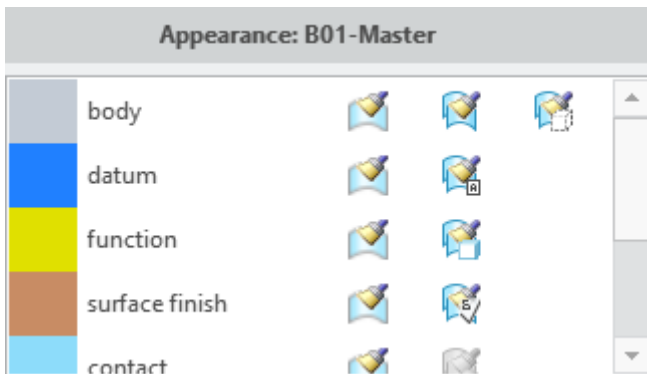 Appearance: B01-Master
body
datum
function
surface finish
contact